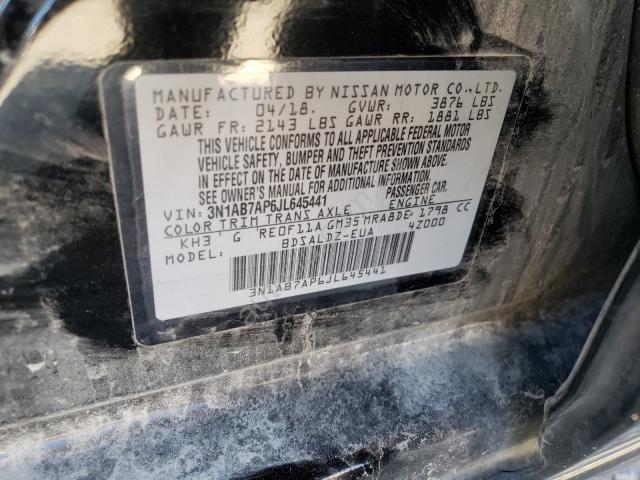 MANUFACTURED BY NISSAN MOTOR CO.,LTD.
DATE: 04/18. GVWR: 3876 LBS
GAWR FR: 2143 LBS GAWR RR: 1881 LBS
THIS VEHICLE CONFORMS TO ALL APPLICABLE FEDERAL MOTOR
VEHICLE SAFETY, BUMPER AND THEFT PREVENTION STANDARDS
IN EFFECT ON THE DATE OF MANUFACTURE SHOWN ABOVE.
SEE OWNER'S MANUAL FOR ADDITIONAL INFORMATION.
VIN: 3N1AB7AP6JL645441 PASSENGER CAR.
COLOR TRIM TRANS AXLE ENGINE
KH3 G RE0F11A GM35 MRA8DE 1798 CC
MODEL: BDSALDZ-EUA 42000
3N1AB7AP6JL645441